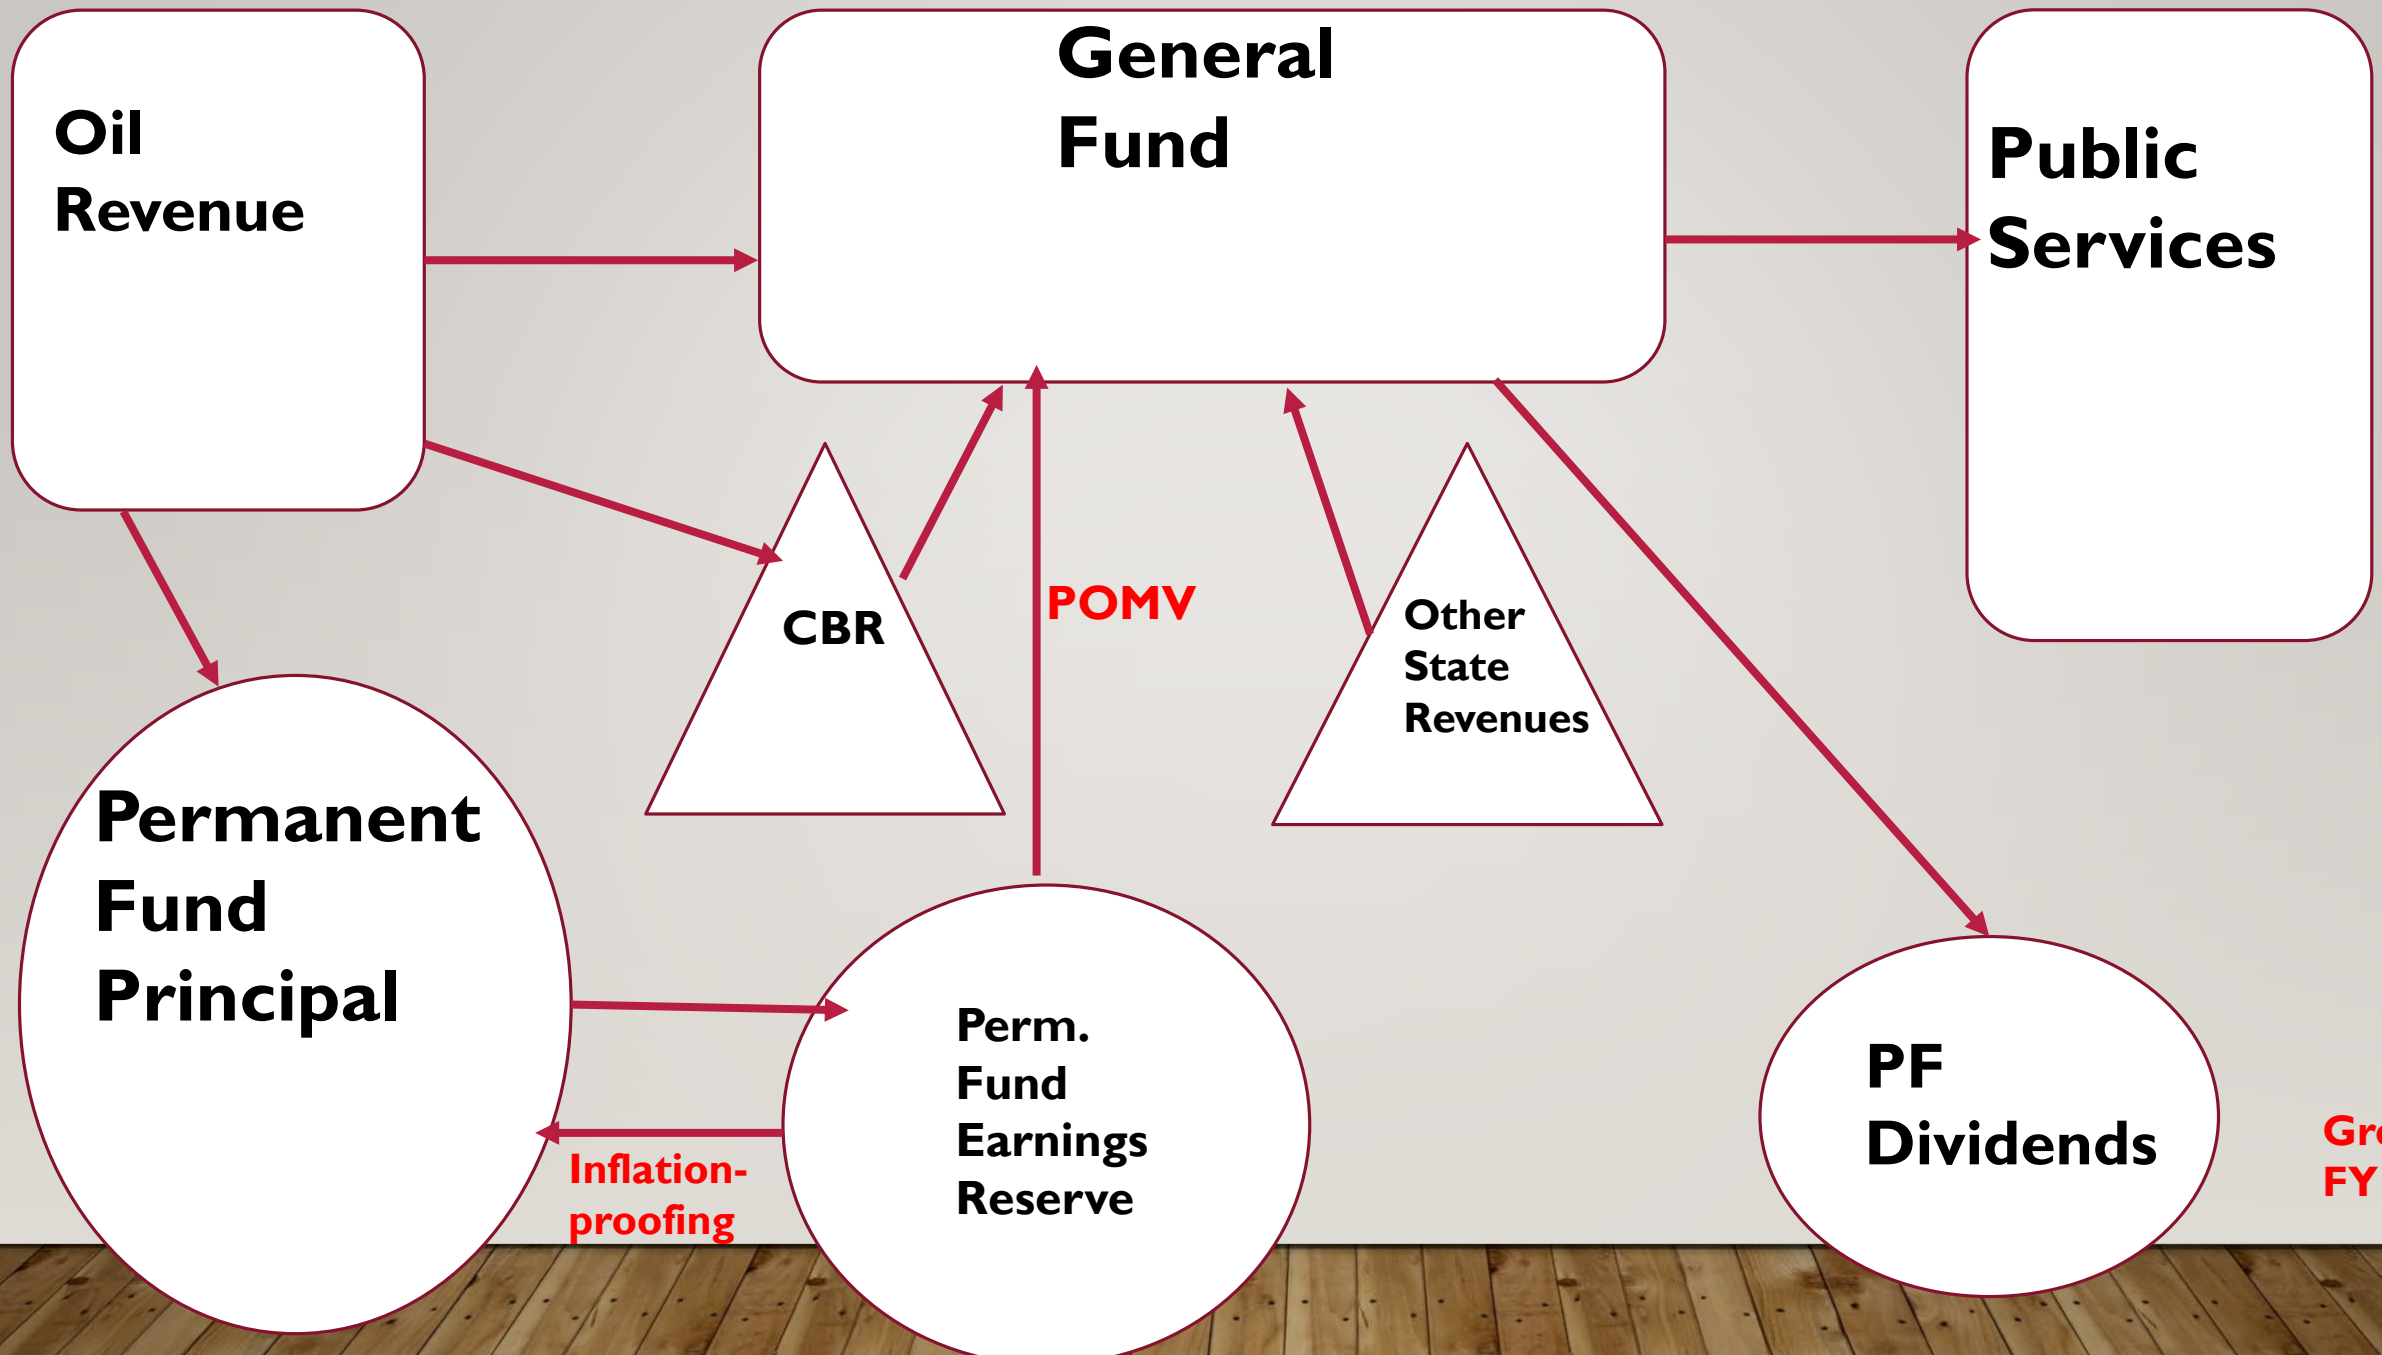 General
Fund
Oil
Revenue
Public
Services
CBR
POMV
Other
State
Revenues
Permanent
Fund
Principal
Perm.
Fund
Earnings
Reserve
Inflation-
proofing
PF
Dividends
FY